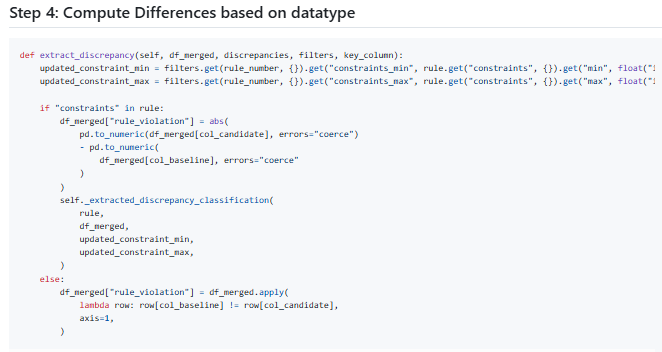 Step 4: Compute Differences based on datatype
def extract_discrepancy(self, df_merged, discrepancies, filters, key_column):
    updated_constraint_min = filters.get(rule_number, {}).get("constraints_min", rule.get("constraints", {}).get("min", float("
    updated_constraint_max = filters.get(rule_number, {}).get("constraints_max", rule.get("constraints", {}).get("max", float("
    if "constraints" in rule:
        df_merged["rule_violation"] = abs(
            pd.to_numeric(df_merged[col_candidate], errors="coerce")
            - pd.to_numeric(
                df_merged[col_baseline], errors="coerce"
            )
        )
        self._extracted_discrepancy_classification(
            rule,
            df_merged,
            updated_constraint_min,
            updated_constraint_max,
        )
    else:
        df_merged["rule_violation"] = df_merged.apply(
            lambda row: row[col_baseline] != row[col_candidate],
            axis=1,
        )